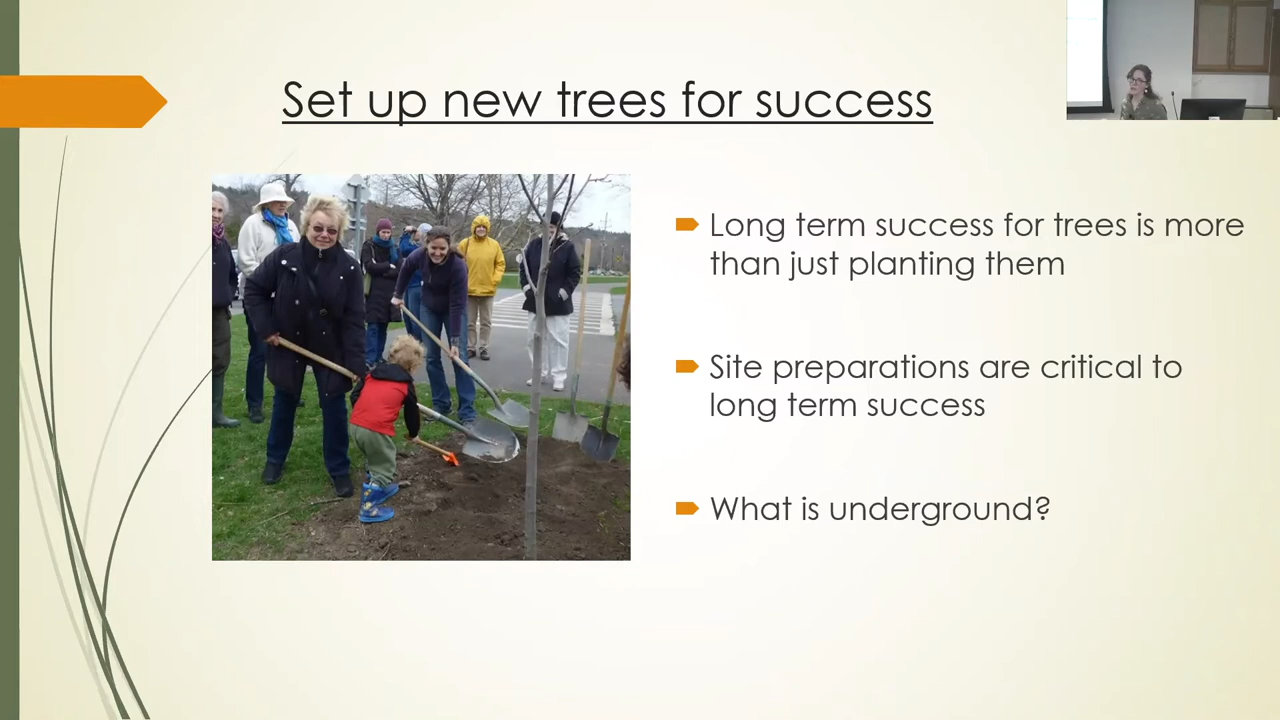 Set up new trees for success
Long term success for trees is more
than just planting them
Site preparations are critical to
long term success
What is underground?